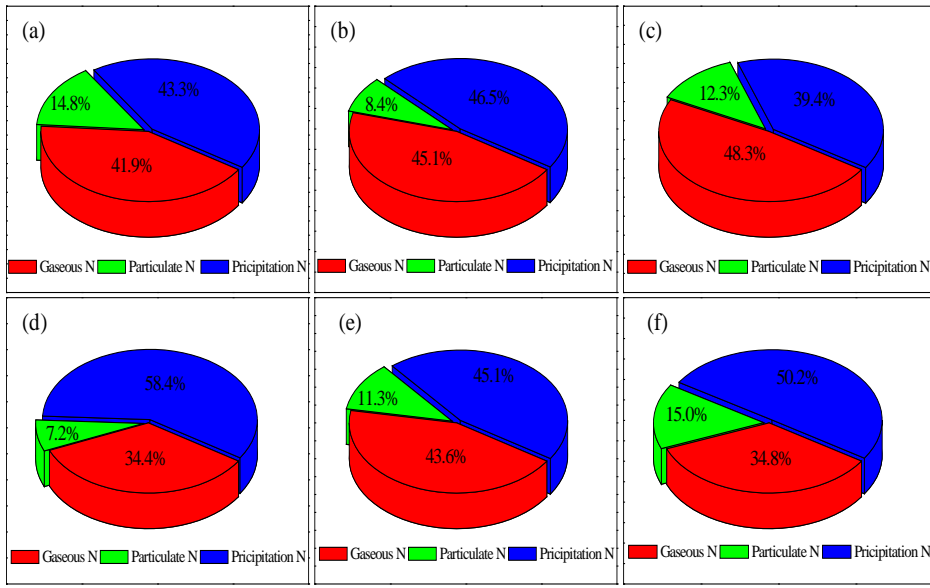 (a)
43.3%
14.8%
41.9%
Gaseous N Particulate N Pricipitation N
(b)
46.5%
8.4%
45.1%
Gaseous N Particulate N Pricipitation N
(c)
12.3%
39.4%
48.3%
Gaseous N Particulate N Pricipitation N
(d)
58.4%
7.2%
34.4%
Gaseous N Particulate N Pricipitation N
(e)
45.1%
11.3%
43.6%
Gaseous N Particulate N Pricipitation N
(f)
50.2%
15.0%
34.8%
Gaseous N Particulate N Pricipitation N